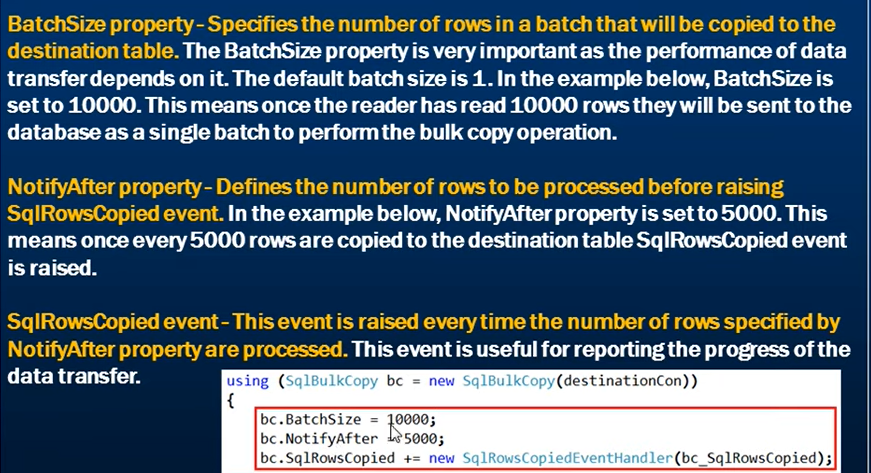 BatchSize property - Specifies the number of rows in a batch that will be copied to the
destination table. The BatchSize property is very important as the performance of data
transfer depends on it. The default batch size is 1. In the example below, BatchSize is
set to 10000. This means once the reader has read 10000 rows they will be sent to the
database as a single batch to perform the bulk copy operation.
NotifyAfter property - Defines the number of rows to be processed before raising
SqlRowsCopied event. In the example below, NotifyAfter property is set to 5000. This
means once every 5000 rows are copied to the destination table SqlRowsCopied event
is raised.
SqlRowsCopied event - This event is raised every time the number of rows specified by
NotifyAfter property are processed. This event is useful for reporting the progress of the
data transfer.
using (SqlBulkCopy bc = new SqlBulkCopy(destinationCon))
{
bc.BatchSize = 10000;
bc.NotifyAfter = 5000;
bc.SqlRowsCopied += new SqlRowsCopiedEventHandler(bc_SqlRowsCopied);